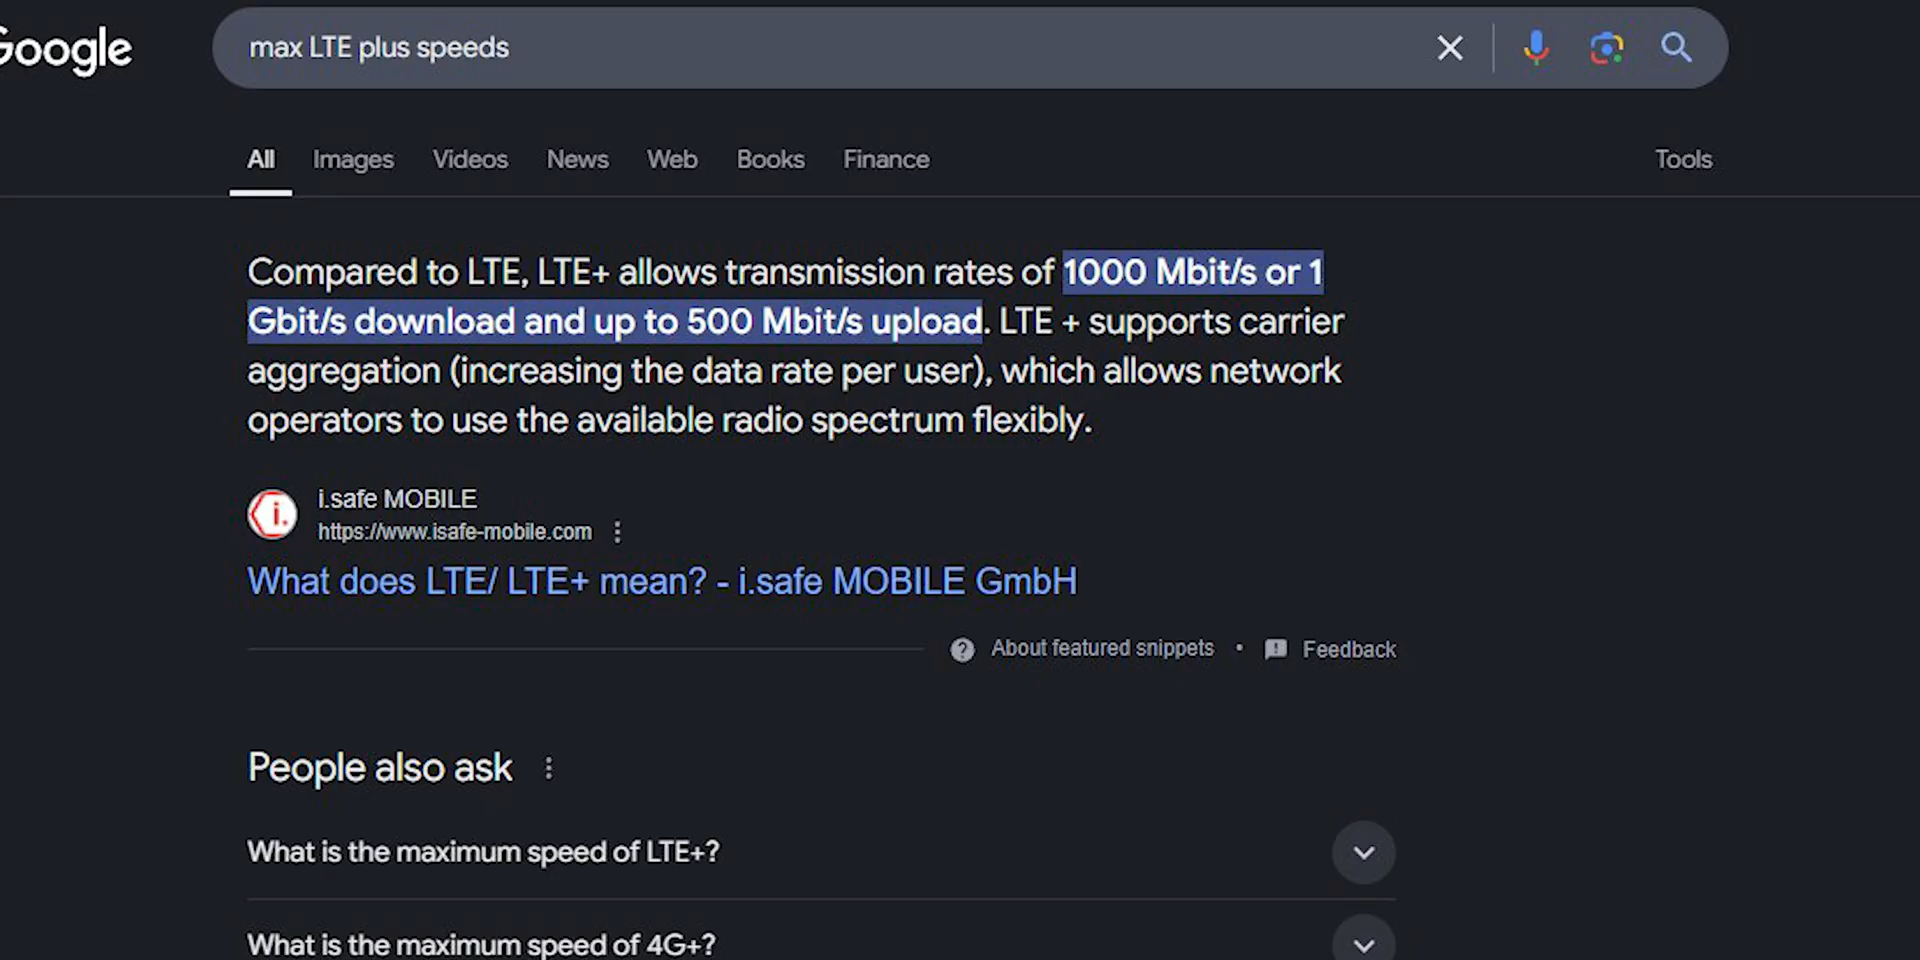 Google
max LTE plus speeds
All Images Videos News Web Books Finance Tools
Compared to LTE, LTE+ allows transmission rates of 1000 Mbit/s or 1
Gbit/s download and up to 500 Mbit/s upload. LTE + supports carrier
aggregation (increasing the data rate per user), which allows network
operators to use the available radio spectrum flexibly.
i.
i.safe MOBILE
https://www.isafe-mobile.com
What does LTE/ LTE+ mean? - i.safe MOBILE GmbH
About featured snippets • Feedback
People also ask
What is the maximum speed of LTE+?
What is the maximum speed of 4G+?